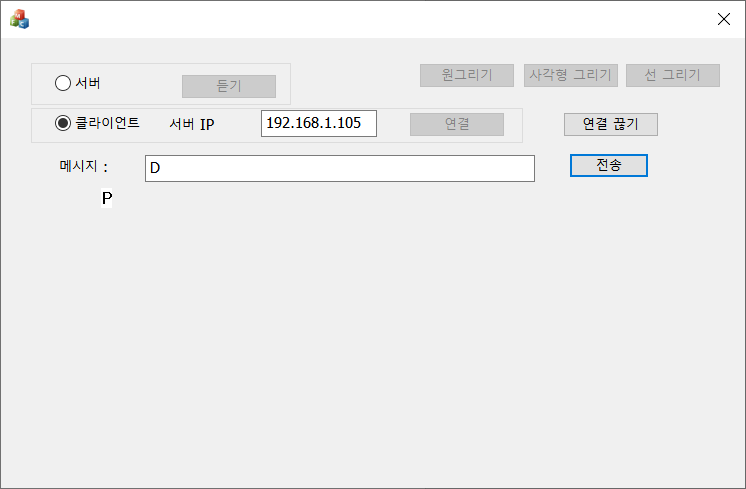 서버 듣기 원그리기 사각형 그리기 선 그리기
클라이언트 서버 IP 192.168.1.105 연결 연결 끊기
메시지 : D 전송
P